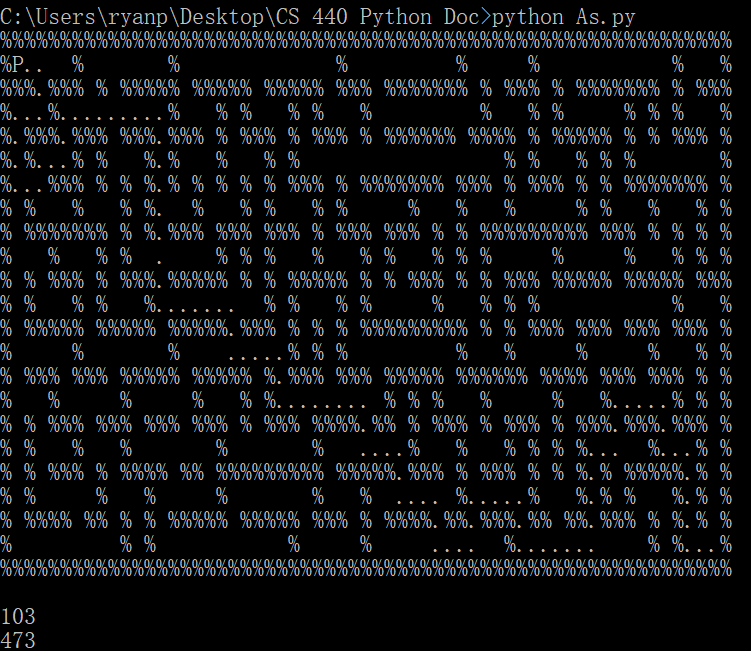 C:\Users\ryanp\Desktop\CS 440 Python Doc>python As.py
%%%%%%%%%%%%%%%%%%%%%%%%%%%%%%%%%%%%%%%%%%%%%%%%%%%%%%%%%%%%%
%P..  %       %             %         %     %           %   %
%%%.%%% % %%%%% %%%%% %%%%% %%% %%%%%%% % %%% % %%%%%%% % %%%
%...%.........%   % %   % %   %         %   % %     % % %   %
%.%%%.%%% %%%.%%% % %%% % %%% % %%%%%% %%%% % %%%%% % % %%% %
%.%...% %   %.%   %   % %                 % %   % % %       %
%...%%% % % %.% % % % % %%% % %%%%%%% %%% % %%% % % %%%%%%% %
% %   %   % %.  %   % %   % %     %   %   %     % %   %     %
% %%%%%%% % %.%%% %%% %%% % %%% %%% % % %%%%%%%%% %%% % % % %
%   %   % %  .    % % %   %   % %   % % %     %     %   % % %
% % %%% % %%%.%%%%% % % %%%%% % % %%% % % %%% %%%%% %%%%% %%%
% %   % %   %.......  % %   % %     %   % % %           %   %
% %%%%% %%%%% %%%%%.%%% % % % %%%%%%%%% % % %%% %%% %%% %%% %
%     %       %    .....% % %         %   %     %     %   % %
% %%% %%% %%%%% %%%%% %.%%% %%% %%%%% %%%%%% %%%% %%% %%% % %
%   %     %     %   % %........ % % %   %     %   %.....% % %
% % %%% %%% %%% %%% % %%% %%%%.%% % %%% % %%% % %%%.%%%.%%% %
% %   %   %       %       %   ....%   %   %   % %...  %...% %
% % %%% % %%%% %% %%%%%%%%% %%%%%.%%% % %%% % % %.% %%%%%.% %
% %     %   %     %       %   %  .... %.....%   %.% %   %.% %
% %%%% %% % % %%%%% %%%%% %%% % %%%%.%%.%%%.%% %%.%%% % %.% %
%         % %           %     %     ....  %.......    % %...%
%%%%%%%%%%%%%%%%%%%%%%%%%%%%%%%%%%%%%%%%%%%%%%%%%%%%%%%%%%%%%
103
473